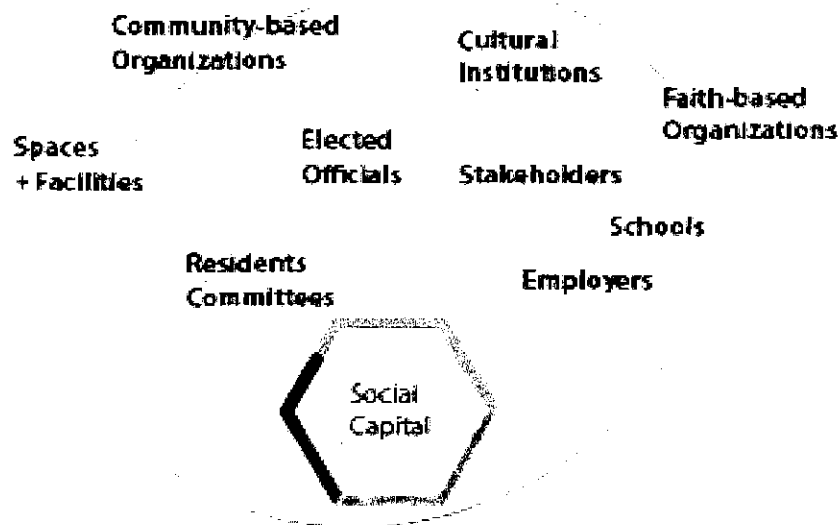 Community-based
Organizations
Cultural
Institutions
Faith-based
Organizations
Spaces
+ Facilities
Elected
Officials
Stakeholders
Schools
Residents
Committees
Employers
Social
Capital